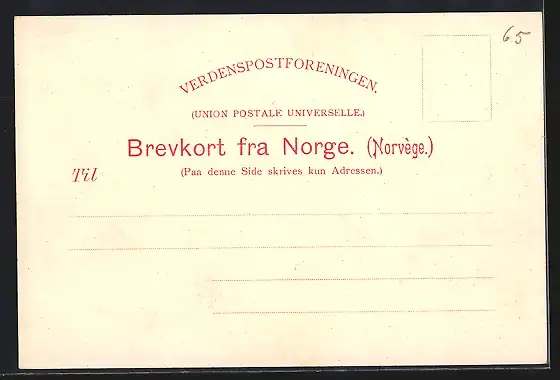 65
VERDENSPOSTFORENINGEN.
(UNION POSTALE UNIVERSELLE.)
Brevkort fra Norge. (Norvège.)
(Paa denne Side skrives kun Adressen.)
Til